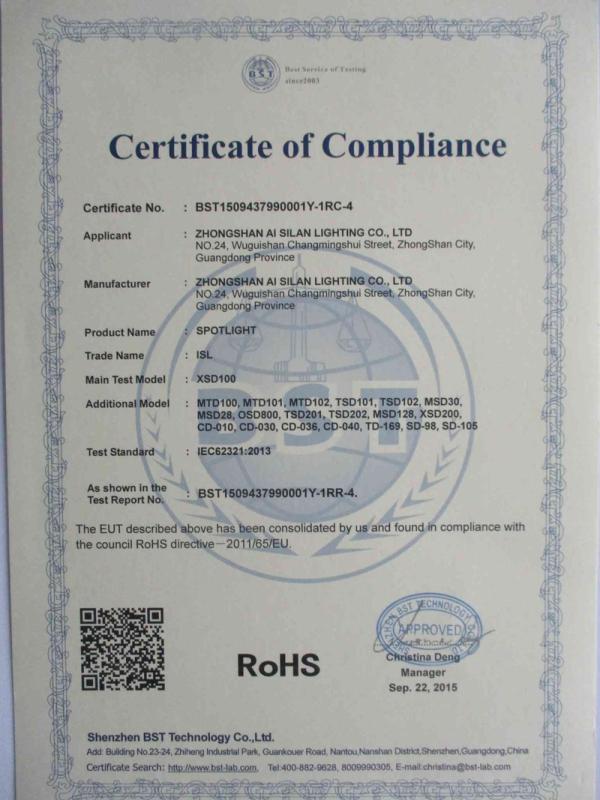 BST
Best Service of Testing
since2003
Certificate of Compliance
Certificate No. : BST1509437990001Y-1RC-4
Applicant : ZHONGSHAN AI SILAN LIGHTING CO., LTD
NO.24, Wuguishan Changmingshui Street, ZhongShan City,
Guangdong Province
Manufacturer : ZHONGSHAN AI SILAN LIGHTING CO., LTD
NO.24, Wuguishan Changmingshui Street, ZhongShan City,
Guangdong Province
Product Name : SPOTLIGHT
Trade Name : ISL
Main Test Model : XSD100
Additional Model : MTD100, MTD101, MTD102, TSD101, TSD102, MSD30,
MSD28, OSD800, TSD201, TSD202, MSD128, XSD200,
CD-010, CD-030, CD-036, CD-040, TD-169, SD-98, SD-105
BST
Test Standard : IEC62321:2013
As shown in the
Test Report No. : BST1509437990001Y-1RR-4.
The EUT described above has been consolidated by us and found in compliance with
the council RoHS directive－2011/65/EU.
RoHS
SHENZHEN BST TECHNOLOGY CO.,LTD
APPROVED
Christina Deng
Manager
Sep. 22, 2015
Shenzhen BST Technology Co.,Ltd.
Add: Building No.23-24, Zhiheng Industrial Park, Guankouer Road, Nantou,Nanshan District,Shenzhen,Guangdong,China
Certificate Search: http://www.bst-lab.com, Tel:400-882-9628, 8009990305, E-mail:christina@bst-lab.com